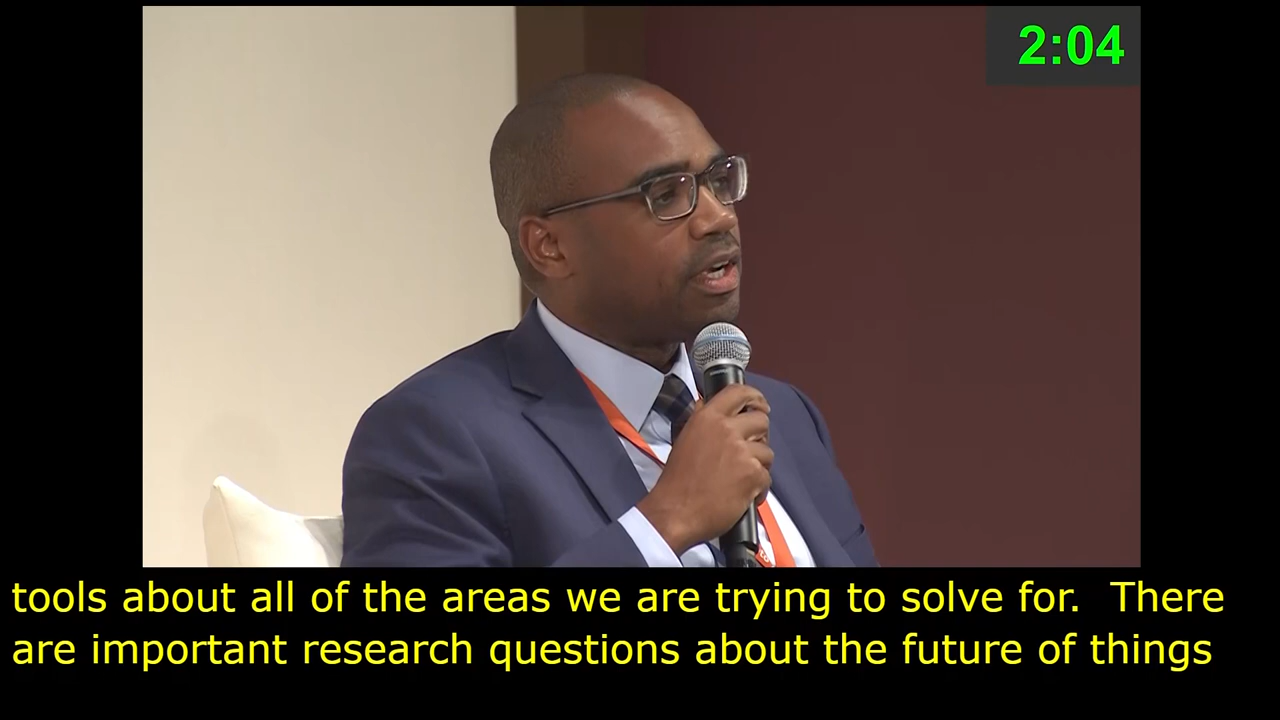 2:04
tools about all of the areas we are trying to solve for.  There
are important research questions about the future of things